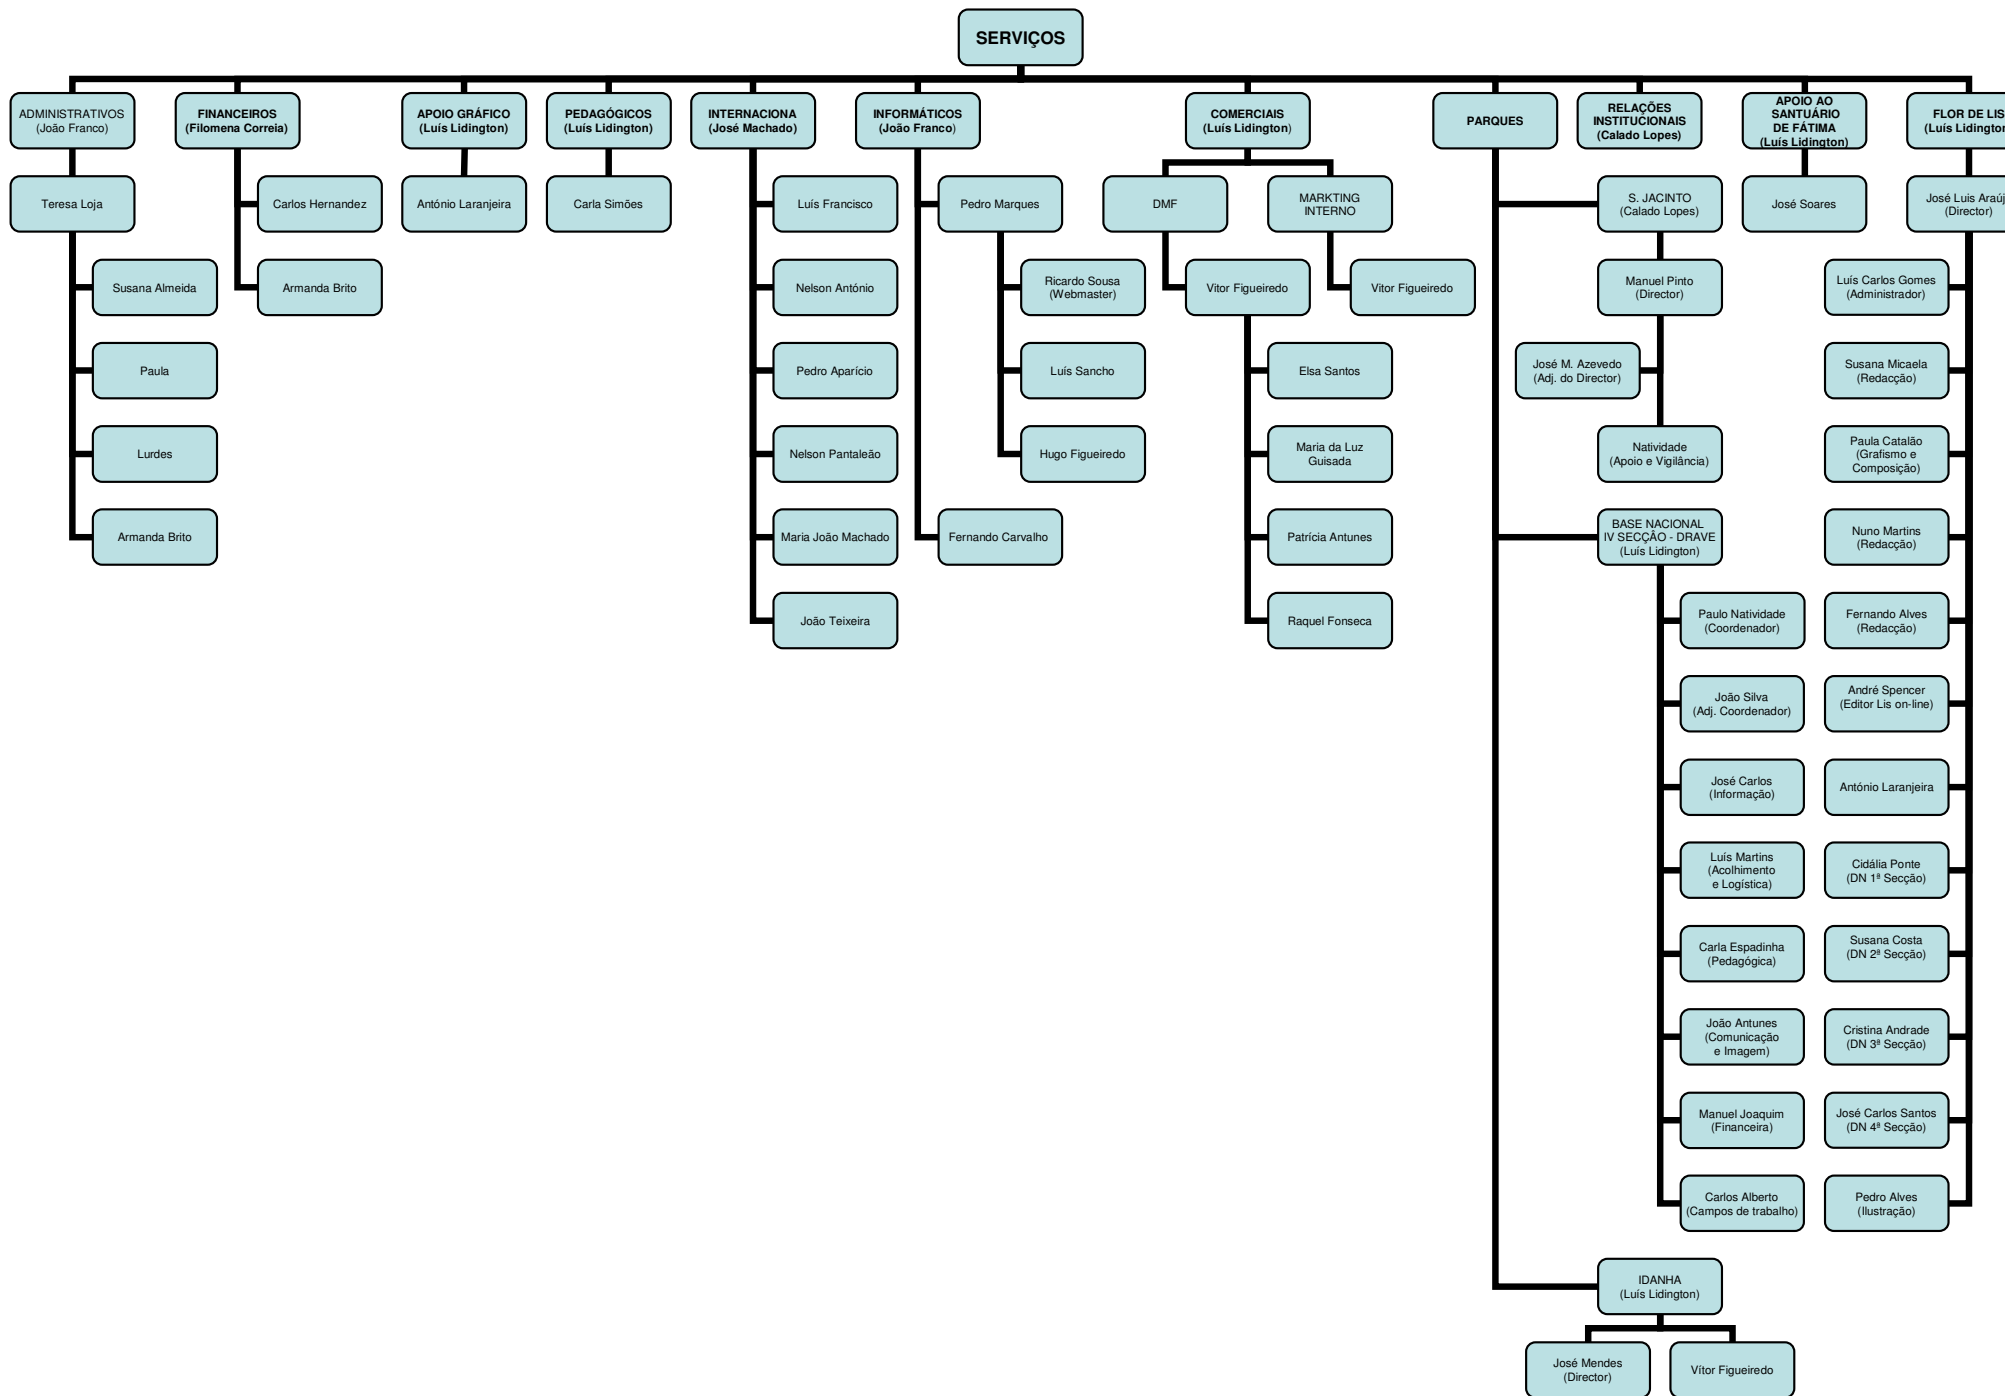 SERVIÇOS
ADMINISTRATIVOS
(João Franco)
FINANCEIROS
(Filomena Correia)
APOIO GRÁFICO
(Luís Lidington)
PEDAGÓGICOS
(Luís Lidington)
INTERNACIONA
(José Machado)
INFORMÁTICOS
(João Franco)
COMERCIAIS
(Luís Lidington)
PARQUES
RELAÇÕES
INSTITUCIONAIS
(Calado Lopes)
APOIO AO
SANTUÁRIO
DE FÁTIMA
(Luís Lidington)
FLOR DE LIS
(Luís Lidington
Teresa Loja
Carlos Hernandez
António Laranjeira
Carla Simões
Luís Francisco
Pedro Marques
DMF
MARKTING
INTERNO
S. JACINTO
(Calado Lopes)
José Soares
José Luis Araúj
(Director)
Susana Almeida
Armanda Brito
Nelson António
Ricardo Sousa
(Webmaster)
Vitor Figueiredo
Vitor Figueiredo
Manuel Pinto
(Director)
Luís Carlos Gomes
(Administrador)
Paula
Pedro Aparício
Luís Sancho
Elsa Santos
José M. Azevedo
(Adj. do Director)
Susana Micaela
(Redacção)
Lurdes
Nelson Pantaleão
Hugo Figueiredo
Maria da Luz
Guisada
Natividade
(Apoio e Vigilância)
Paula Catalão
(Grafismo e
Composição)
Armanda Brito
Maria João Machado
Fernando Carvalho
Patrícia Antunes
BASE NACIONAL
IV SECÇÃO - DRAVE
(Luís Lidington)
Nuno Martins
(Redacção)
João Teixeira
Raquel Fonseca
Paulo Natividade
(Coordenador)
Fernando Alves
(Redacção)
João Silva
(Adj. Coordenador)
André Spencer
(Editor Lis on-line)
José Carlos
(Informação)
António Laranjeira
Luís Martins
(Acolhimento
e Logística)
Cidália Ponte
(DN 1ª Secção)
Carla Espadinha
(Pedagógica)
Susana Costa
(DN 2ª Secção)
João Antunes
(Comunicação
e Imagem)
Cristina Andrade
(DN 3ª Secção)
Manuel Joaquim
(Financeira)
José Carlos Santos
(DN 4ª Secção)
Carlos Alberto
(Campos de trabalho)
Pedro Alves
(Ilustração)
IDANHA
(Luís Lidington)
José Mendes
(Director)
Vítor Figueiredo